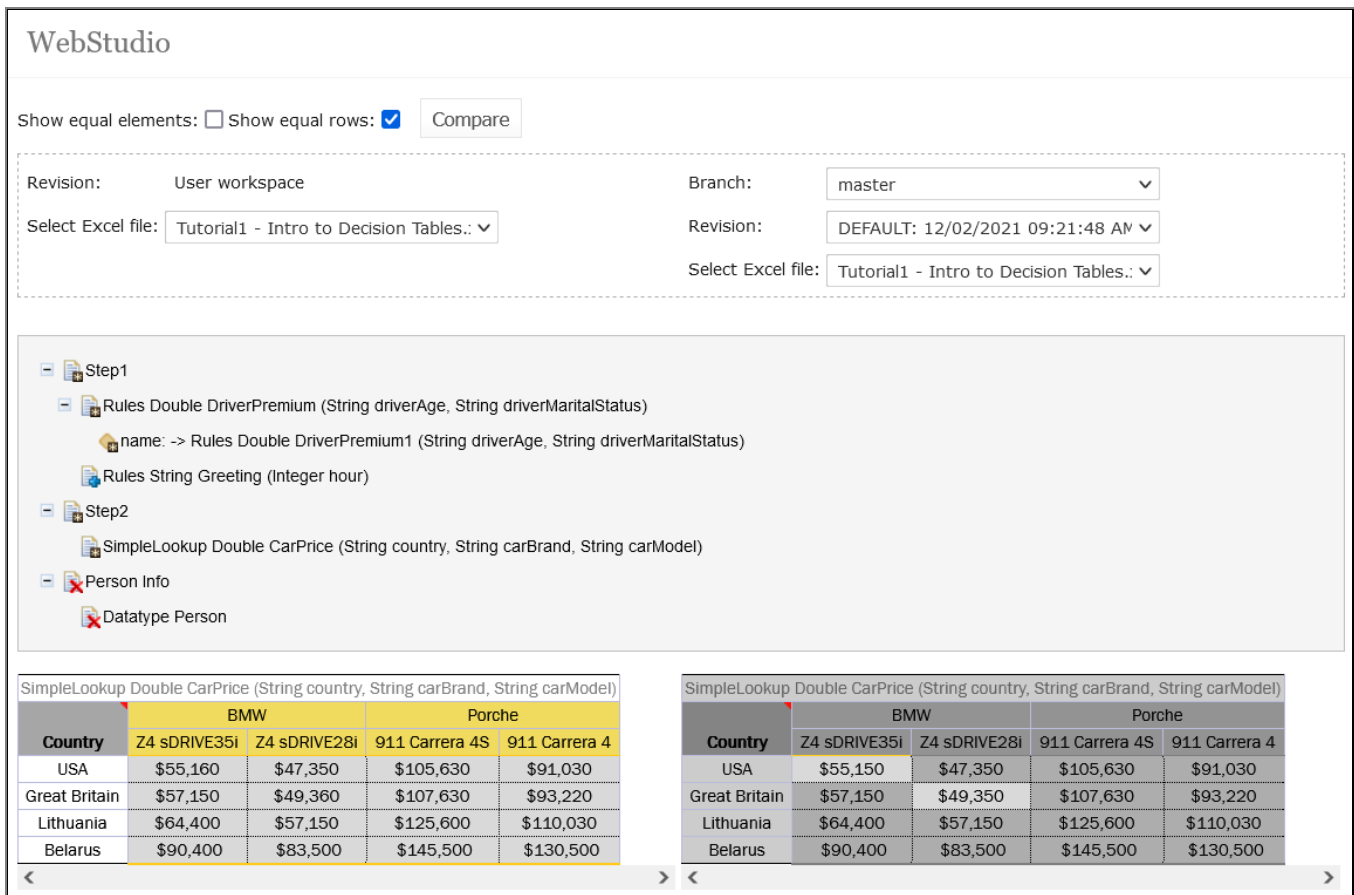 WebStudio
Show equal elements: Show equal rows: Compare
Revision: User workspace Branch: master
Select Excel file: Tutorial1 - Intro to Decision Tables.: Revision: DEFAULT: 12/02/2021 09:21:48 AM
Select Excel file: Tutorial1 - Intro to Decision Tables.:
Step1
Rules Double DriverPremium (String driverAge, String driverMaritalStatus)
name: -> Rules Double DriverPremium1 (String driverAge, String driverMaritalStatus)
Rules String Greeting (Integer hour)
Step2
SimpleLookup Double CarPrice (String country, String carBrand, String carModel)
Person Info
Datatype Person
SimpleLookup Double CarPrice (String country, String carBrand, String carModel)
BMW Porche
Country Z4 sDRIVE35i Z4 sDRIVE28i 911 Carrera 4S 911 Carrera 4
USA $55,160 $47,350 $105,630 $91,030
Great Britain $57,150 $49,360 $107,630 $93,220
Lithuania $64,400 $57,150 $125,600 $110,030
Belarus $90,400 $83,500 $145,500 $130,500
SimpleLookup Double CarPrice (String country, String carBrand, String carModel)
BMW Porche
Country Z4 sDRIVE35i Z4 sDRIVE28i 911 Carrera 4S 911 Carrera 4
USA $55,150 $47,350 $105,630 $91,030
Great Britain $57,150 $49,350 $107,630 $93,220
Lithuania $64,400 $57,150 $125,600 $110,030
Belarus $90,400 $83,500 $145,500 $130,500